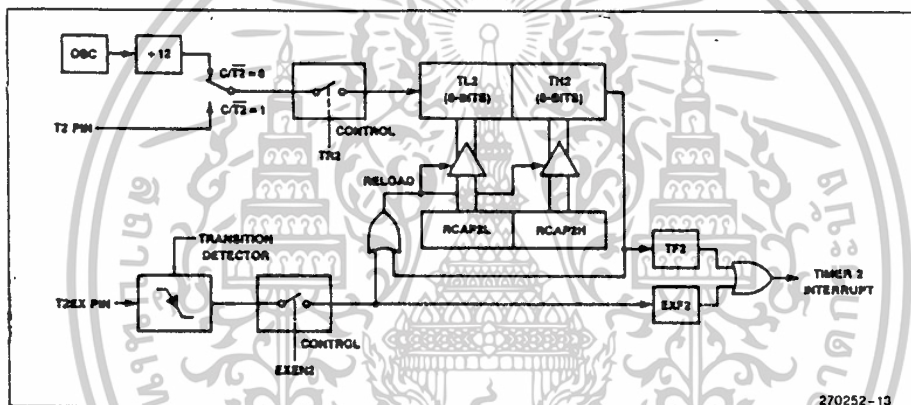 OSC
÷ 12
C/T2 = 0
C/T2 = 1
T2 PIN
CONTROL
TR2
TL2
(8-BITS)
TH2
(8-BITS)
RELOAD
RCAP2L
RCAP2H
TRANSITION
DETECTOR
T2EX PIN
CONTROL
EXEN2
TF2
EXF2
TIMER 2
INTERRUPT
270252-13